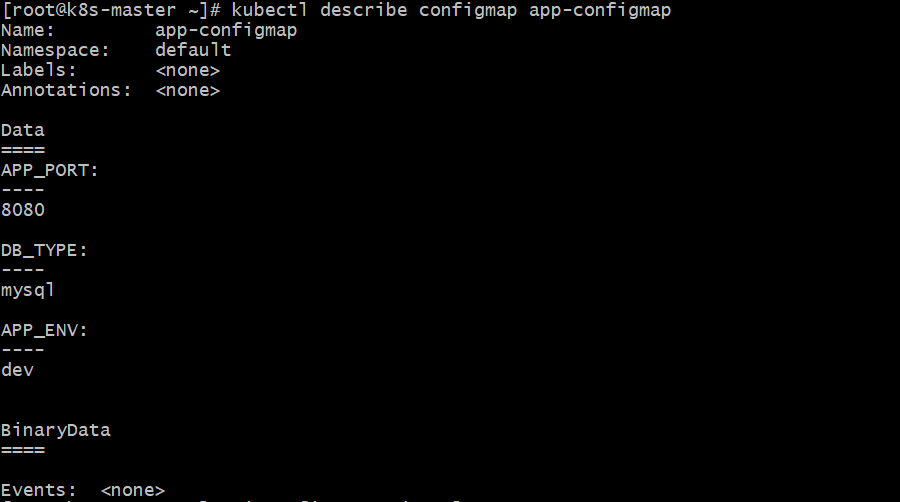 [root@k8s-master ~]# kubectl describe configmap app-configmap
Name:         app-configmap
Namespace:    default
Labels:       <none>
Annotations:  <none>

Data
====
APP_PORT:
----
8080

DB_TYPE:
----
mysql

APP_ENV:
----
dev


BinaryData
====

Events:  <none>